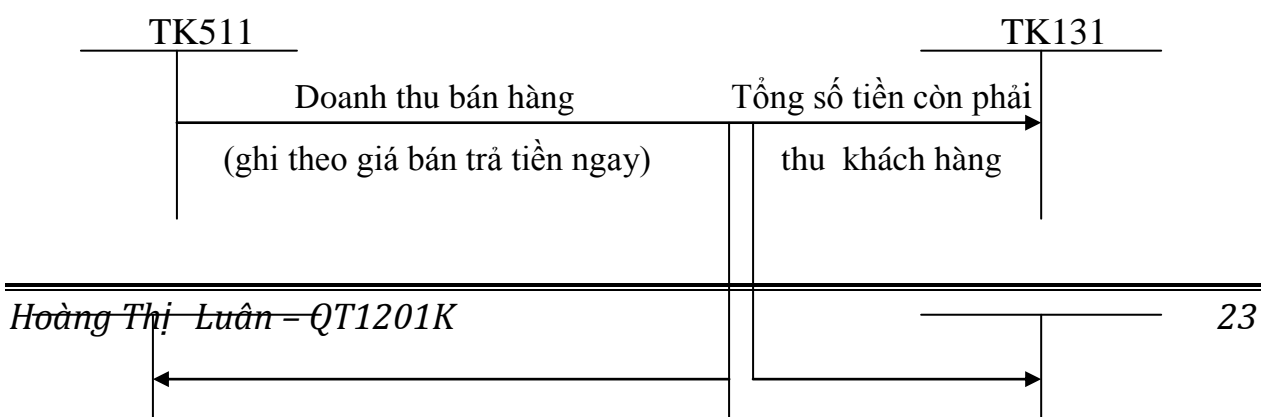 TK511 TK131
Doanh thu bán hàng Tổng số tiền còn phải
(ghi theo giá bán trả tiền ngay) thu khách hàng
Hoàng Thị Luân – QT1201K 23